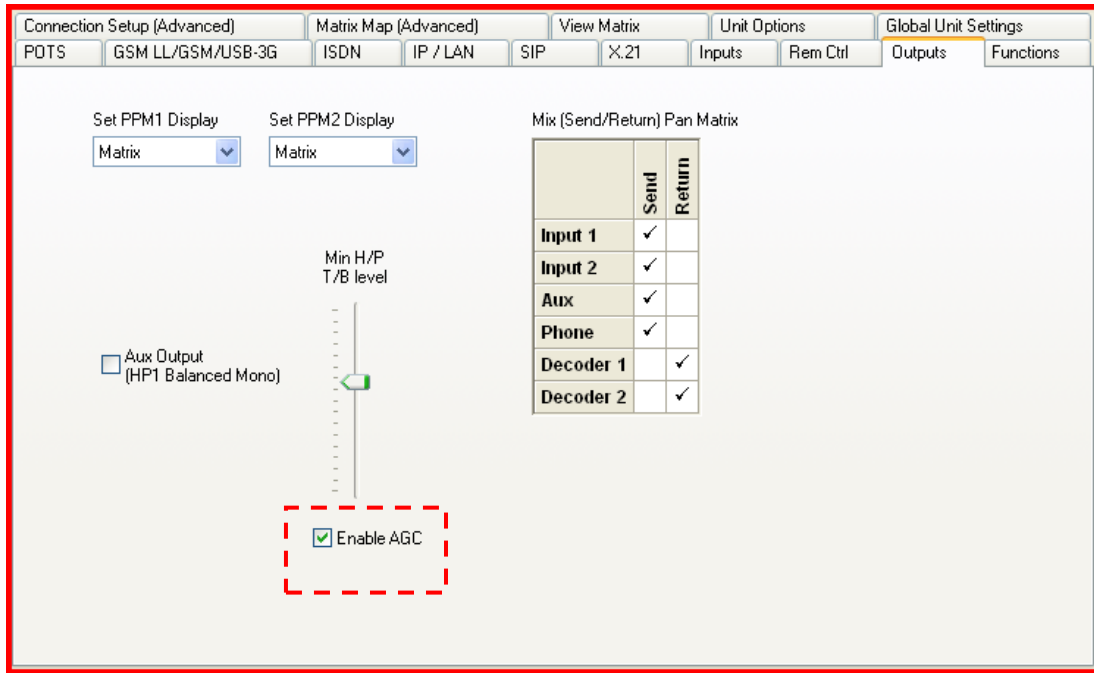 Connection Setup (Advanced) Matrix Map (Advanced) View Matrix Unit Options Global Unit Settings
POTS GSM LL/GSM/USB-3G ISDN IP / LAN SIP X.21 Inputs Rem Ctrl Outputs Functions
Set PPM1 Display Set PPM2 Display Mix (Send/Return) Pan Matrix
Matrix Matrix
Send Return
Input 1
Input 2
Aux
Phone
Decoder 1
Decoder 2
Min H/P
T/B level
Aux Output
(HP1 Balanced Mono)
Enable AGC